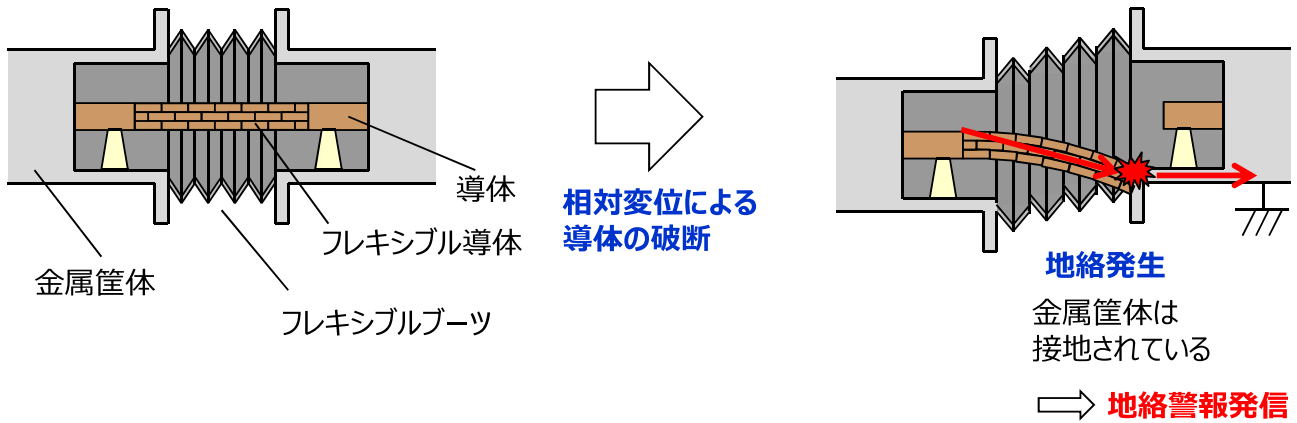 導体
フレキシブル導体
金属筐体
フレキシブルブーツ
相対変位による
導体の破断
地絡発生
金属筐体は
接地されている
地絡警報発信